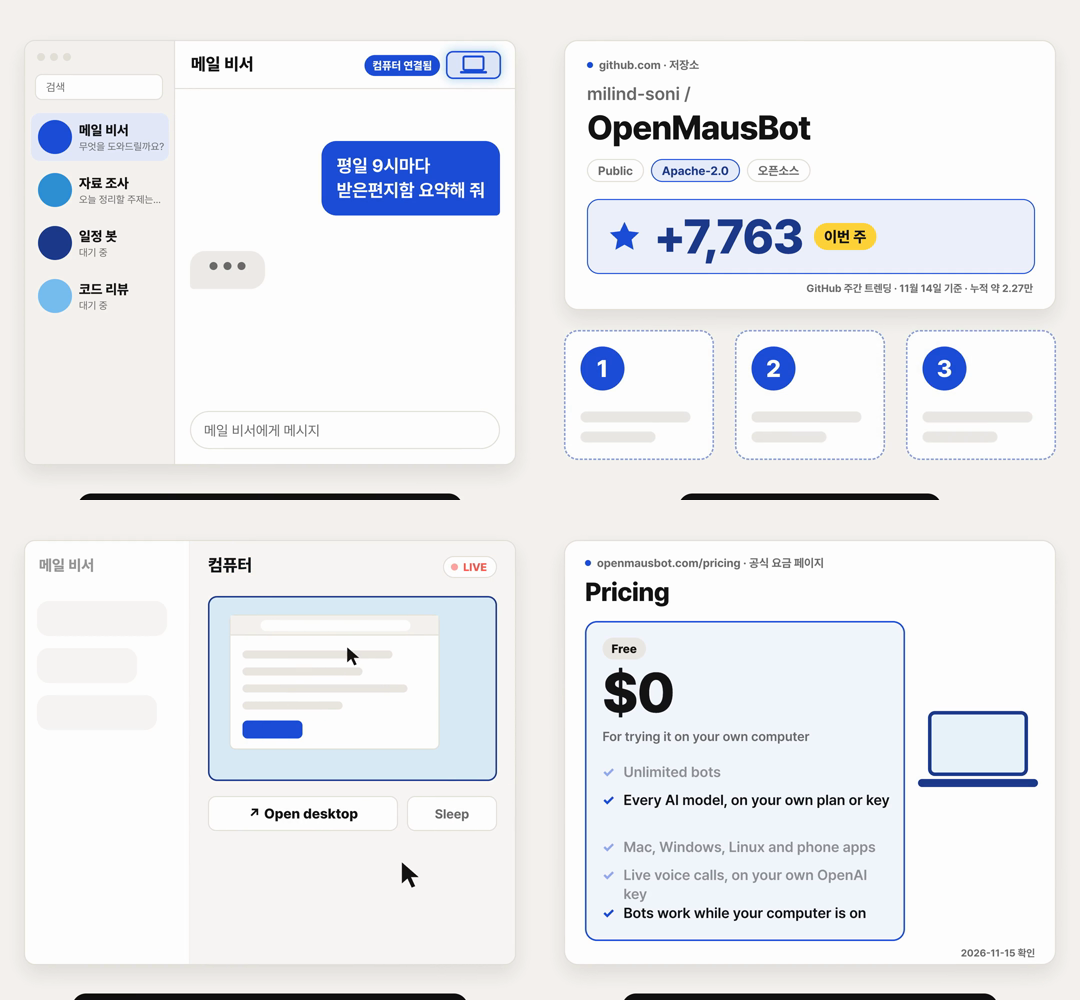 검색
메일 비서
무엇을 도와드릴까요?
자료 조사
오늘 정리할 주제는...
일정 봇
대기 중
코드 리뷰
대기 중
메일 비서
컴퓨터 연결됨
평일 9시마다
받은편지함 요약해 줘
메일 비서에게 메시지
github.com · 저장소
milind-soni /
OpenMausBot
Public
Apache-2.0
오픈소스
+7,763
이번 주
GitHub 주간 트렌딩 · 11월 14일 기준 · 누적 약 2.27만
1
2
3
메일 비서
컴퓨터
LIVE
Open desktop
Sleep
openmausbot.com/pricing · 공식 요금 페이지
Pricing
Free
$0
For trying it on your own computer
Unlimited bots
Every AI model, on your own plan or key
Mac, Windows, Linux and phone apps
Live voice calls, on your own OpenAI
key
Bots work while your computer is on
2026-11-15 확인